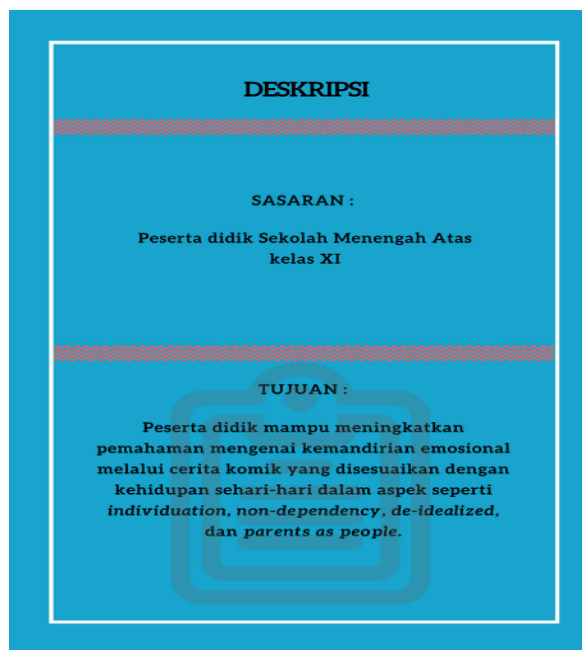 DESKRIPSI
SASARAN :
Peserta didik Sekolah Menengah Atas
kelas XI
TUJUAN :
Peserta didik mampu meningkatkan
pemahaman mengenai kemandirian emosional
melalui cerita komik yang disesuaikan dengan
kehidupan sehari-hari dalam aspek seperti
individuation, non-dependency, de-idealized,
dan parents as people.